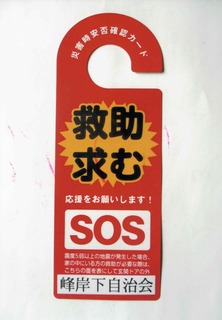 災害時安否確認カード
救助
求む
応援をお願いします！
SOS
震度5弱以上の地震が発生した場合、
家の中にいる方の救助が必要な際は、
こちらの面を表にして玄関ドアの外
峰岸下自治会